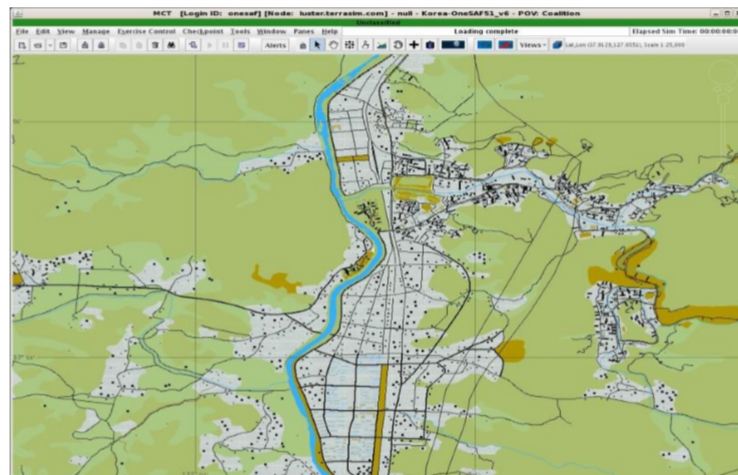 MCT [Login ID: onesaf] [Node: luster.terrasim.com] - null - Korea-OneSAF51_v6 - POV: Coalition
Unclassified
File Edit View Manage Exercise Control Checkpoint Tools Window Panes Help
Loading complete
Elapsed Sim Time: 00:00:00:0
Alerts
Views